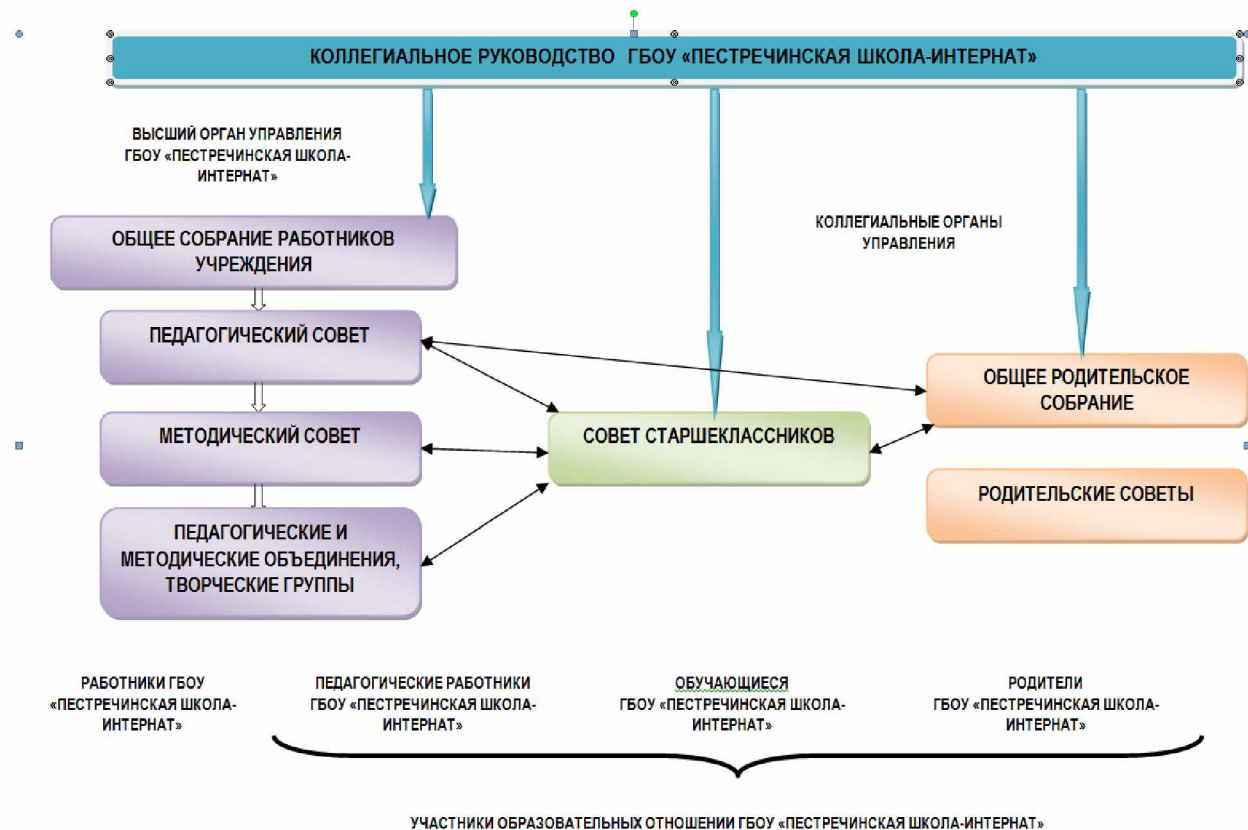 КОЛЛЕГИАЛЬНОЕ РУКОВОДСТВО ГБОУ «ПЕСТРЕЧИНСКАЯ ШКОЛА-ИНТЕРНАТ»
ВЫСШИЙ ОРГАН УПРАВЛЕНИЯ
ГБОУ «ПЕСТРЕЧИНСКАЯ ШКОЛА-
ИНТЕРНАТ»
ОБЩЕЕ СОБРАНИЕ РАБОТНИКОВ
УЧРЕЖДЕНИЯ
КОЛЛЕГИАЛЬНЫЕ ОРГАНЫ
УПРАВЛЕНИЯ
ПЕДАГОГИЧЕСКИЙ СОВЕТ
МЕТОДИЧЕСКИЙ СОВЕТ
ПЕДАГОГИЧЕСКИЕ И
МЕТОДИЧЕСКИЕ ОБЪЕДИНЕНИЯ,
ТВОРЧЕСКИЕ ГРУППЫ
СОВЕТ СТАРШЕКЛАССНИКОВ
ОБЩЕЕ РОДИТЕЛЬСКОЕ
СОБРАНИЕ
РОДИТЕЛЬСКИЕ СОВЕТЫ
РАБОТНИКИ ГБОУ
«ПЕСТРЕЧИНСКАЯ ШКОЛА-
ИНТЕРНАТ»
ПЕДАГОГИЧЕСКИЕ РАБОТНИКИ
ГБОУ «ПЕСТРЕЧИНСКАЯ ШКОЛА-
ИНТЕРНАТ»
ОБУЧАЮЩИЕСЯ
ГБОУ «ПЕСТРЕЧИНСКАЯ ШКОЛА-
ИНТЕРНАТ»
РОДИТЕЛИ
ГБОУ «ПЕСТРЕЧИНСКАЯ ШКОЛА-
ИНТЕРНАТ»
УЧАСТНИКИ ОБРАЗОВАТЕЛЬНЫХ ОТНОШЕНИИ ГБОУ «ПЕСТРЕЧИНСКАЯ ШКОЛА-ИНТЕРНАТ»